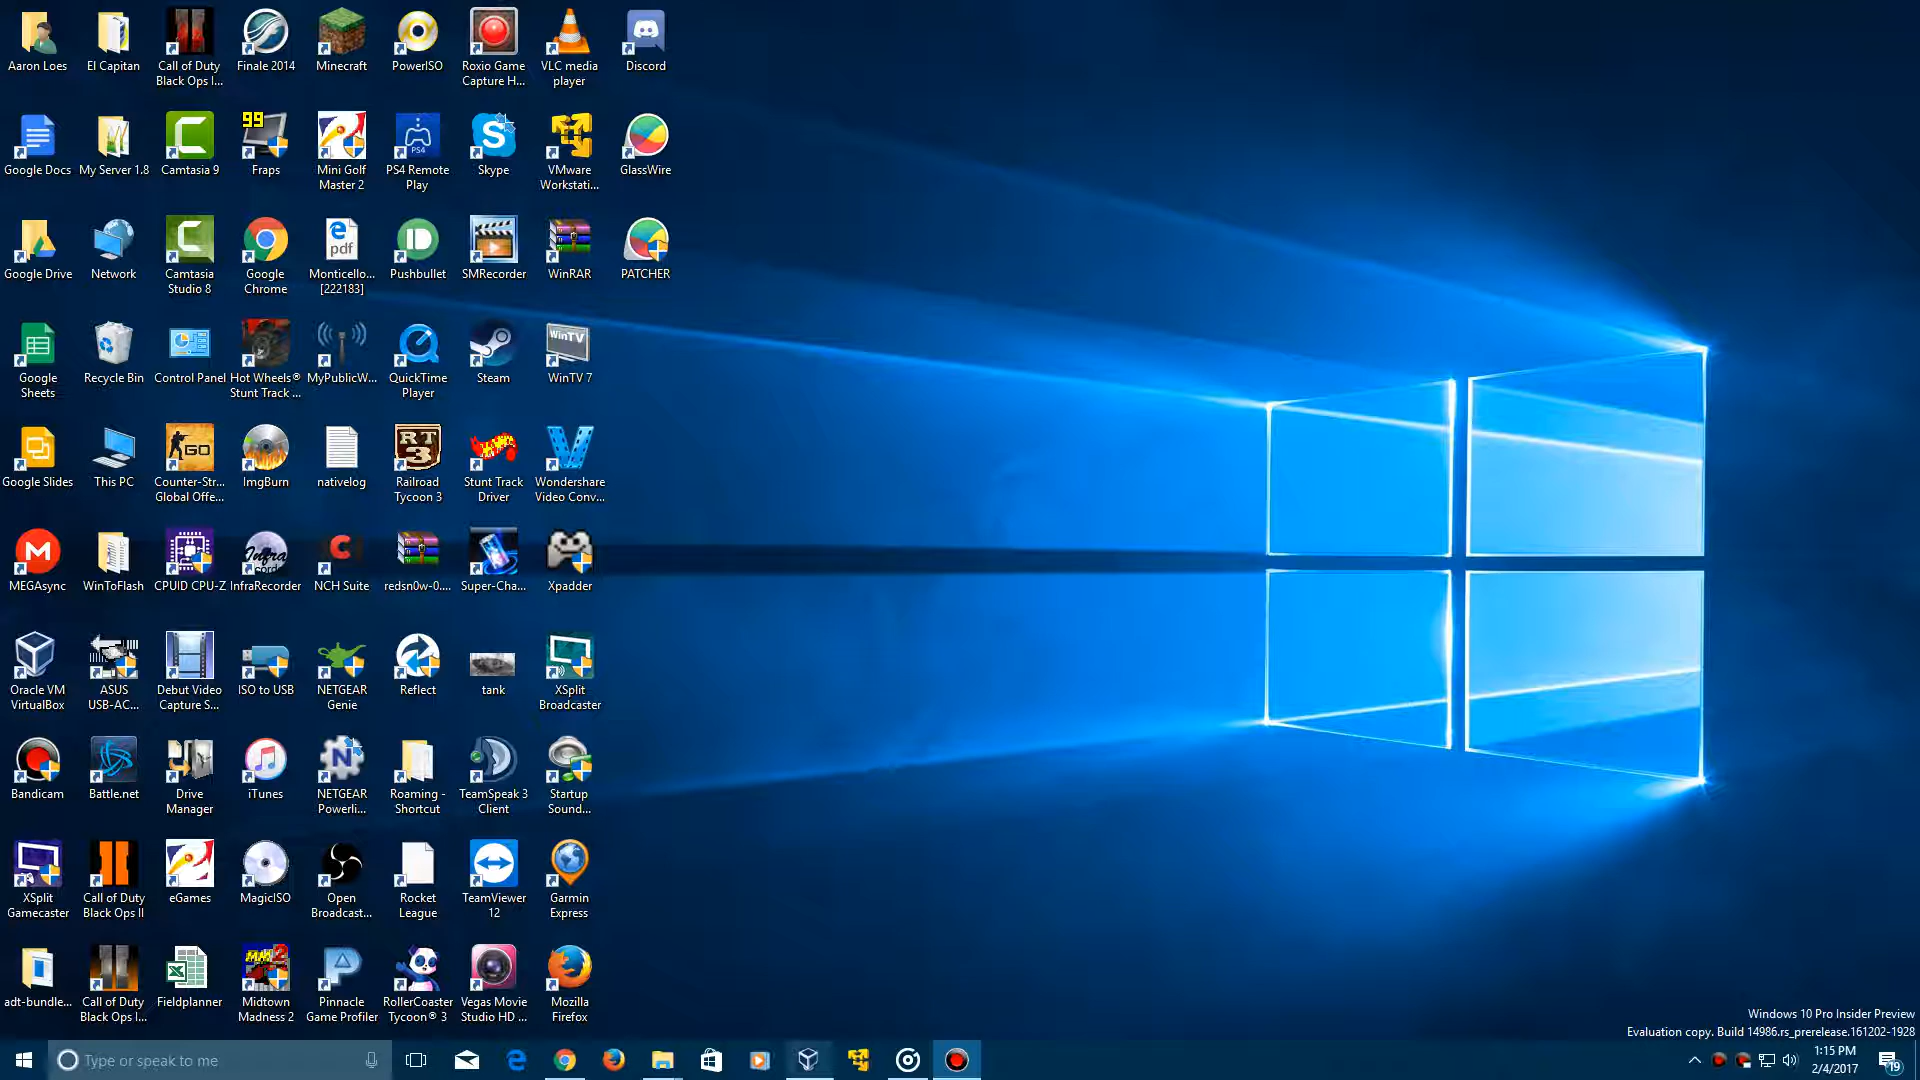 Aaron Loes
El Capitan
Call of Duty
Black Ops I...
Finale 2014
Minecraft
PowerISO
Roxio Game
Capture H...
VLC media
player
Discord
Google Docs
My Server 1.8
Camtasia 9
99
Fraps
Mini Golf
Master 2
PS4
PS4 Remote
Play
Skype
VMware
Workstati...
GlassWire
Google Drive
Network
Camtasia
Studio 8
Google
Chrome
pdf
Monticello...
[222183]
Pushbullet
SMRecorder
WinRAR
PATCHER
Google
Sheets
Recycle Bin
Control Panel
Hot Wheels®
Stunt Track ...
MyPublicW...
QuickTime
Player
Steam
WinTV
WinTV 7
Google Slides
This PC
GO
Counter-Str...
Global Offe...
ImgBurn
nativelog
RT
3
Railroad
Tycoon 3
Stunt Track
Driver
Wondershare
Video Conv...
MEGAsync
WinToFlash
CPUID CPU-Z
InfraRecorder
NCH Suite
redsn0w-0....
Super-Cha...
Xpadder
Oracle VM
VirtualBox
ASUS
USB-AC...
Debut Video
Capture S...
ISO to USB
NETGEAR
Genie
Reflect
tank
XSplit
Broadcaster
Bandicam
Battle.net
Drive
Manager
iTunes
NETGEAR
Powerli...
Roaming -
Shortcut
TeamSpeak 3
Client
Startup
Sound...
XSplit
Gamecaster
Call of Duty
Black Ops II
eGames
MagicISO
Open
Broadcast...
Rocket
League
TeamViewer
12
Garmin
Express
adt-bundle...
Call of Duty
Black Ops I...
Fieldplanner
Midtown
Madness 2
Pinnacle
Game Profiler
RollerCoaster
Tycoon® 3
Vegas Movie
Studio HD ...
Mozilla
Firefox
Windows 10 Pro Insider Preview
Evaluation copy. Build 14986.rs_prerelease.161202-1928
Type or speak to me
1:15 PM
2/4/2017
19